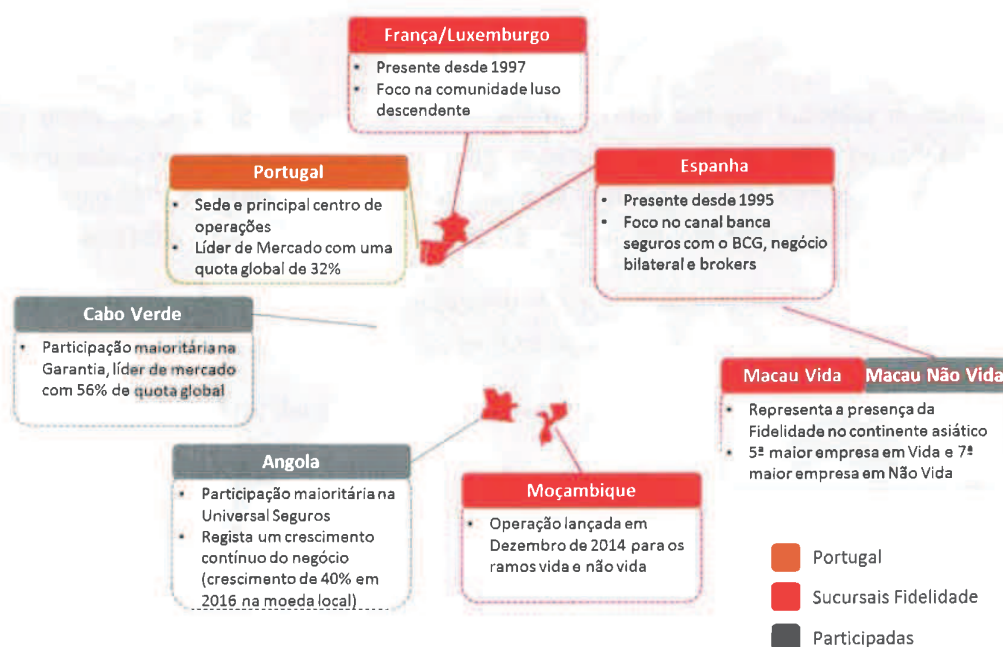 França/Luxemburgo
• Presente desde 1997
• Foco na comunidade luso
descendente
Portugal
• Sede e principal centro de
operações
• Líder de Mercado com uma
quota global de 32%
Espanha
• Presente desde 1995
• Foco no canal banca
seguros com o BCG, negócio
bilateral e brokers
Cabo Verde
• Participação maioritária na
Garantia, líder de mercado
com 56% de quota global
Macau Vida
Macau Não Vida
• Representa a presença da
Fidelidade no continente asiático
• 5ª maior empresa em Vida e 7ª
maior empresa em Não Vida
Angola
• Participação maioritária na
Universal Seguros
• Regista um crescimento
contínuo do negócio
(crescimento de 40% em
2016 na moeda local)
Moçambique
• Operação lançada em
Dezembro de 2014 para os
ramos vida e não vida
Portugal
Sucursais Fidelidade
Participadas